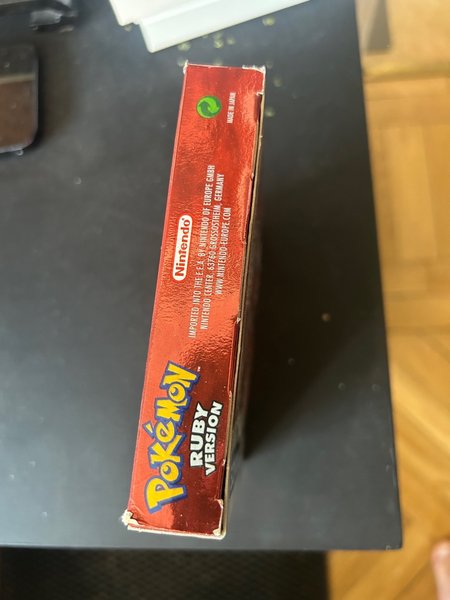 POKéMON™
RUBY
VERSION
Nintendo®
IMPORTED INTO THE E.E.A. BY NINTENDO OF EUROPE GMBH
NINTENDO CENTER, 63760 GROSSOSTHEIM, GERMANY
WWW.NINTENDO-EUROPE.COM
MADE IN JAPAN